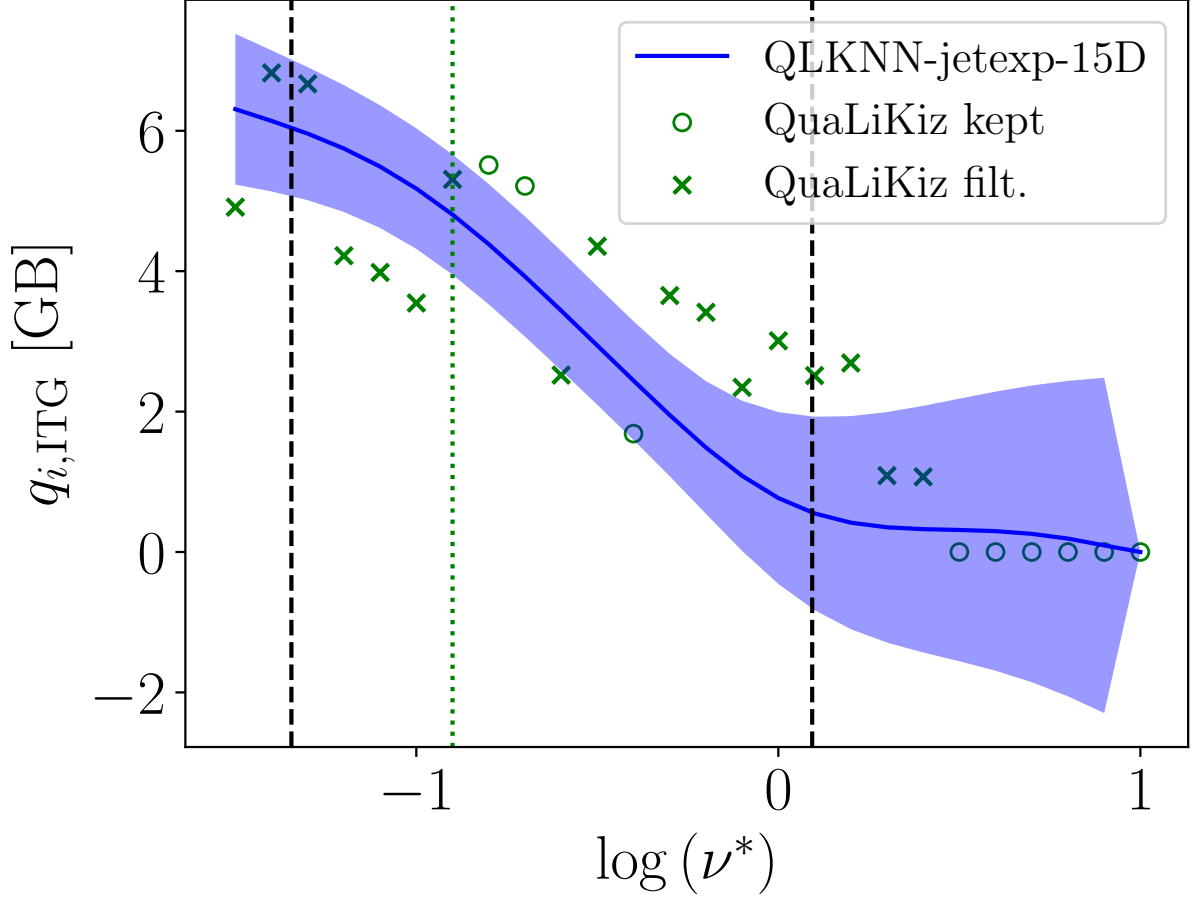 QLKNN-jetexp-15D
QuaLiKiz kept
QuaLiKiz filt.
6
4
2
0
−2
q_{i,ITG} [GB]
−1 0 1
log (ν*)